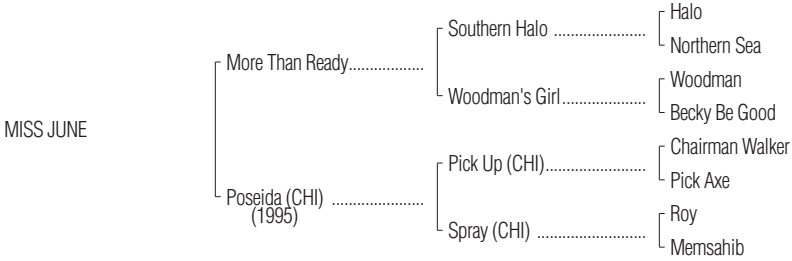 Halo
Southern Halo ......................
Northern Sea
More Than Ready..................
Woodman
Woodman's Girl....................
Becky Be Good
MISS JUNE
Chairman Walker
Pick Up (CHI)........................
Pick Axe
Poseida (CHI) ......................
(1995)
Roy
Spray (CHI) ..........................
Memsahib